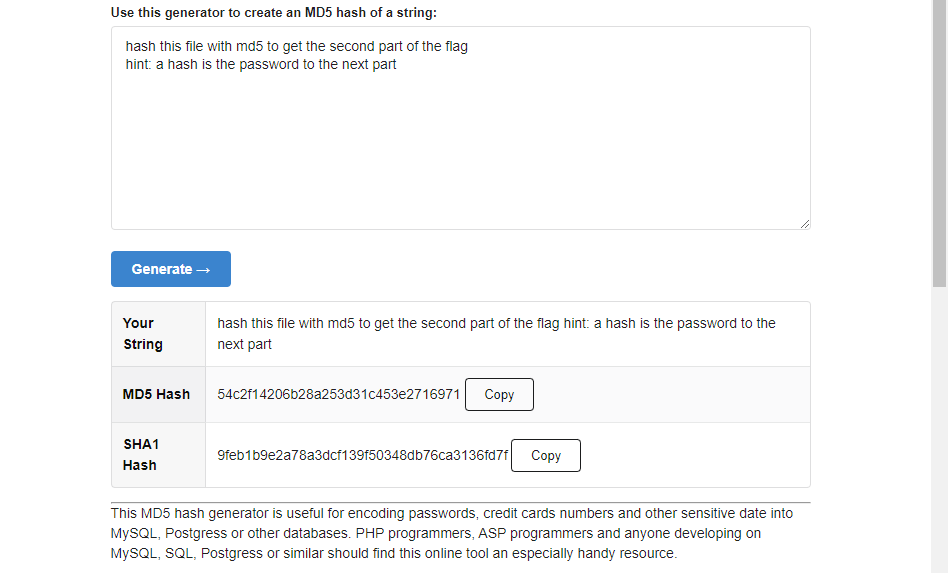 Use this generator to create an MD5 hash of a string:
hash this file with md5 to get the second part of the flag
hint: a hash is the password to the next part
Generate →
Your
String
hash this file with md5 to get the second part of the flag hint: a hash is the password to the
next part
MD5 Hash
54c2f14206b28a253d31c453e2716971
Copy
SHA1
Hash
9feb1b9e2a78a3dcf139f50348db76ca3136fd7f
Copy
This MD5 hash generator is useful for encoding passwords, credit cards numbers and other sensitive date into
MySQL, Postgress or other databases. PHP programmers, ASP programmers and anyone developing on
MySQL, SQL, Postgress or similar should find this online tool an especially handy resource.